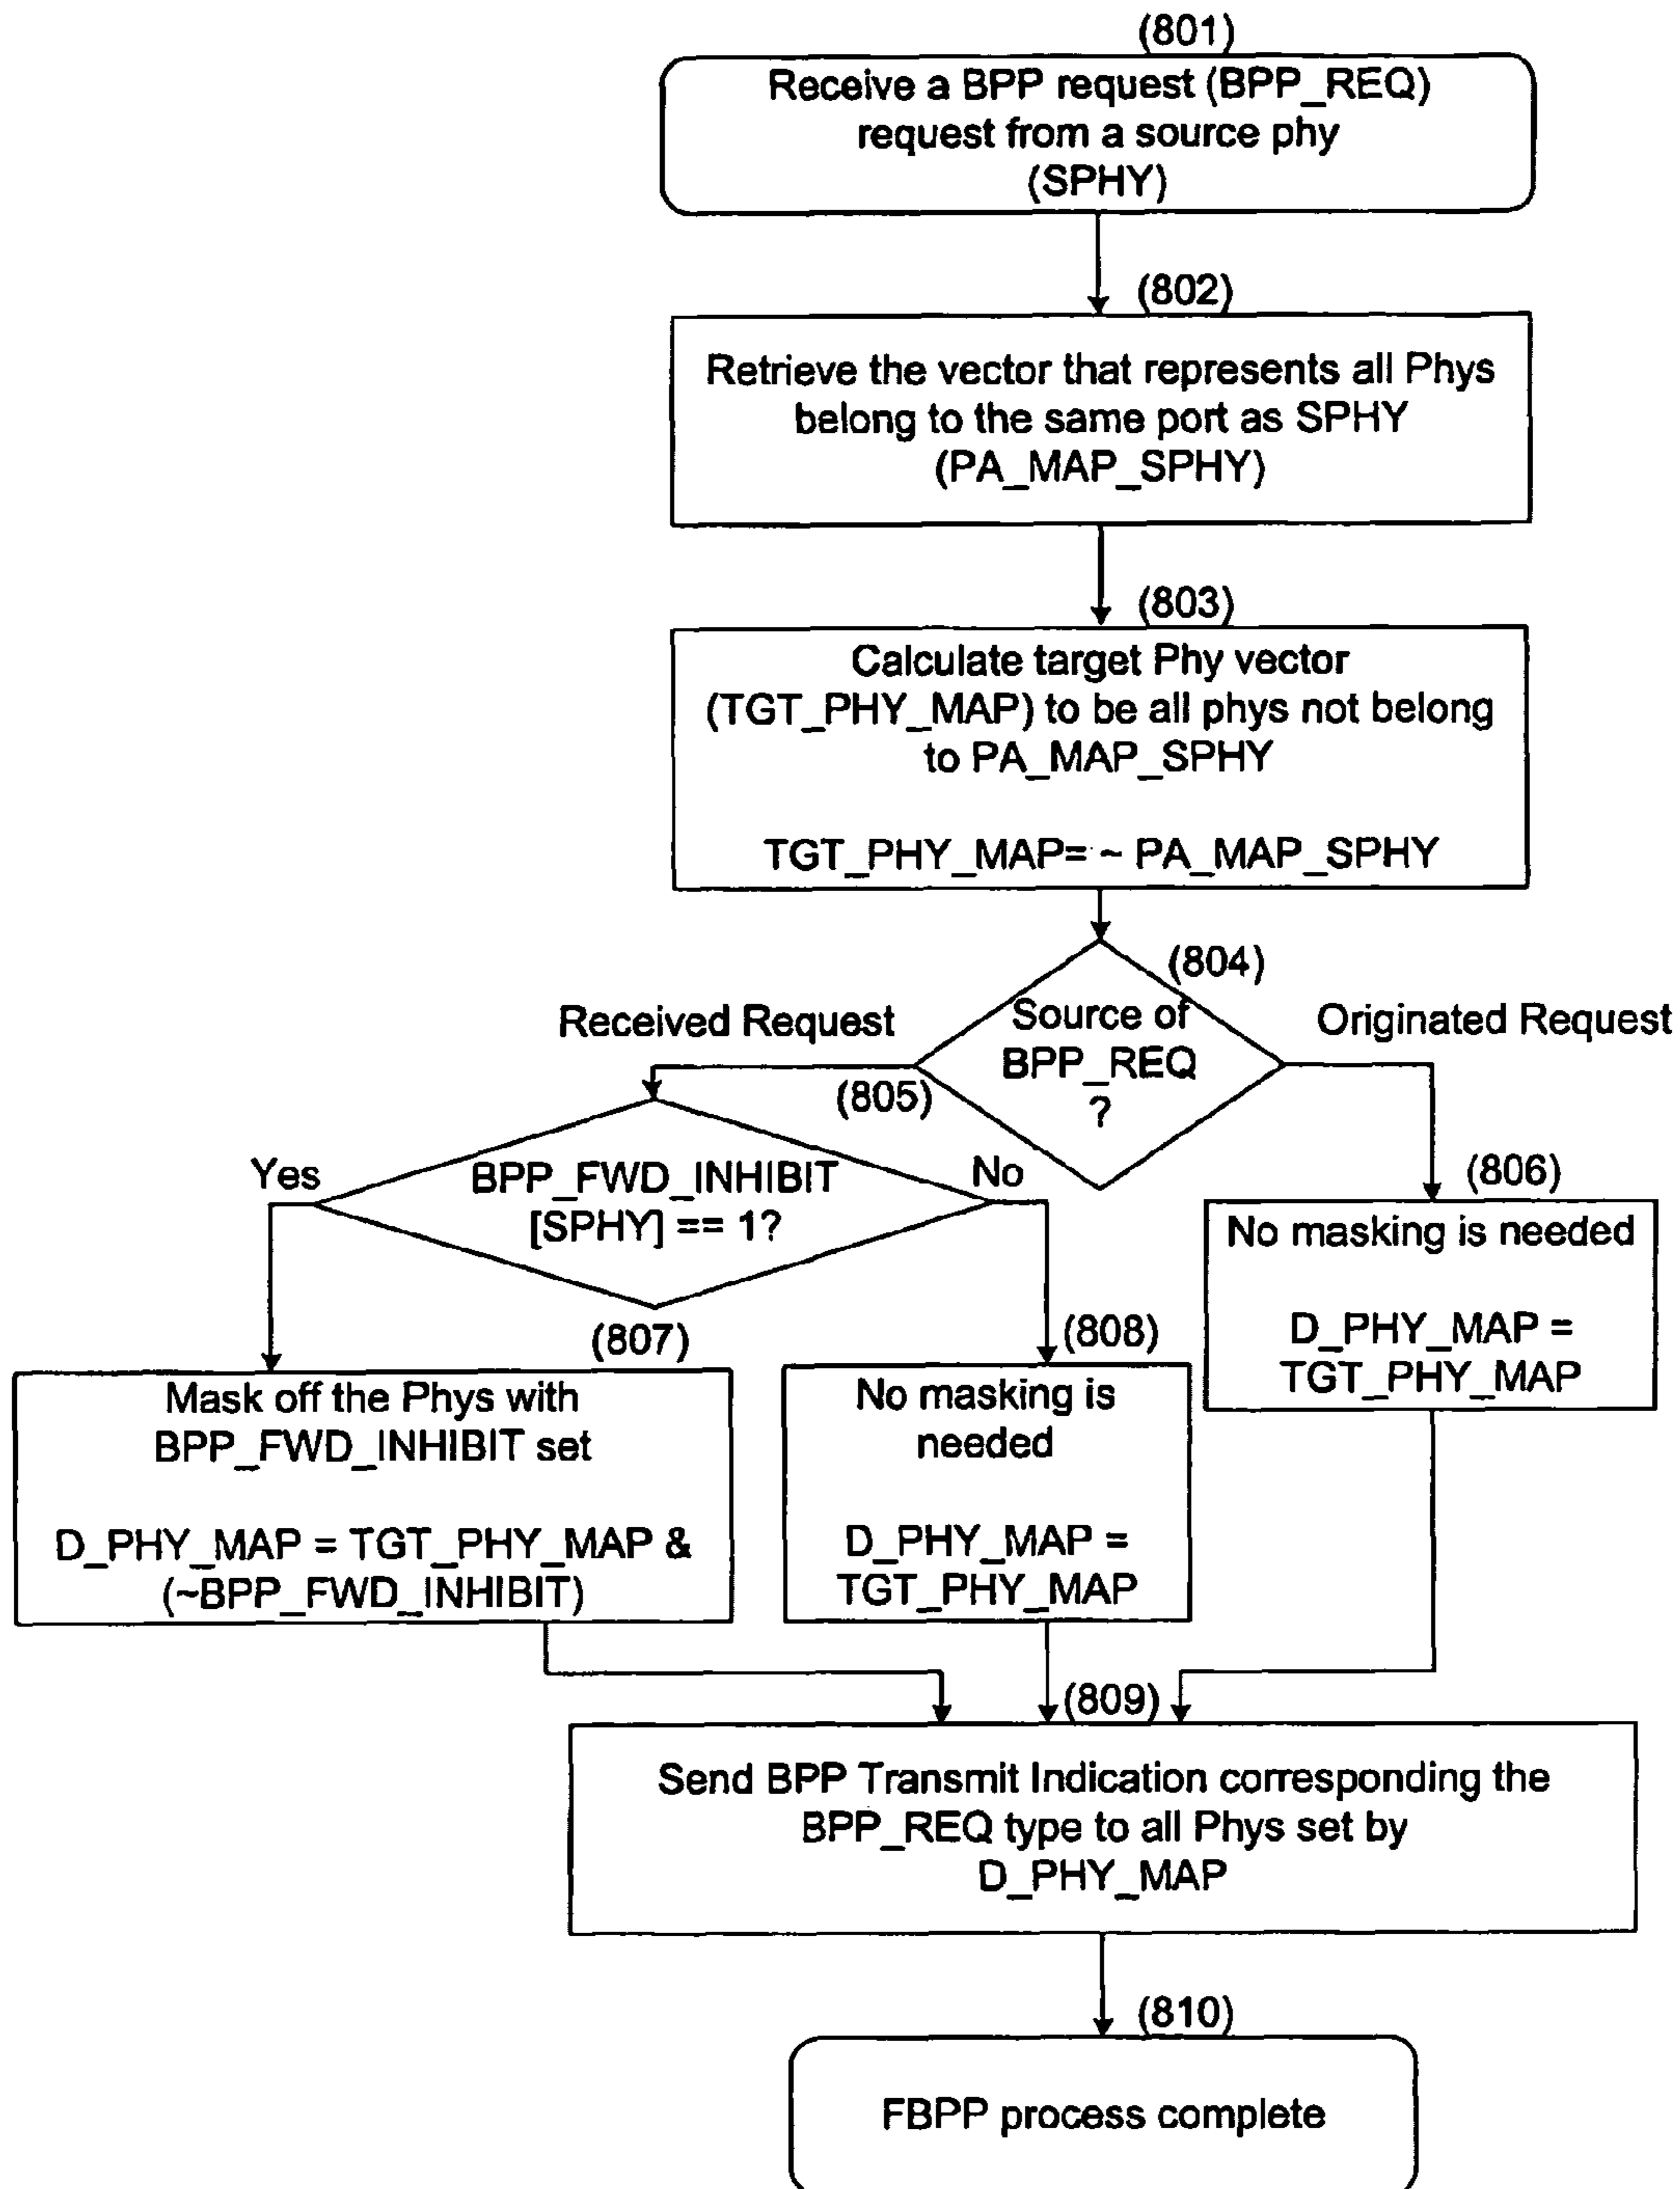 (801)
Receive a BPP request (BPP_REQ)
request from a source phy
(SPHY)
(802)
Retrieve the vector that represents all Phys
belong to the same port as SPHY
(PA_MAP_SPHY)
(803)
Calculate target Phy vector
(TGT_PHY_MAP) to be all phys not belong
to PA_MAP_SPHY
TGT_PHY_MAP= ~ PA_MAP_SPHY
(804)
Received Request
Source of
BPP_REQ
?
Originated Request
(805)
Yes
BPP_FWD_INHIBIT
[SPHY] == 1?
No
(806)
No masking is needed
D_PHY_MAP =
TGT_PHY_MAP
(807)
Mask off the Phys with
BPP_FWD_INHIBIT set
D_PHY_MAP = TGT_PHY_MAP &
(~BPP_FWD_INHIBIT)
(808)
No masking is
needed
D_PHY_MAP =
TGT_PHY_MAP
(809)
Send BPP Transmit Indication corresponding the
BPP_REQ type to all Phys set by
D_PHY_MAP
(810)
FBPP process complete